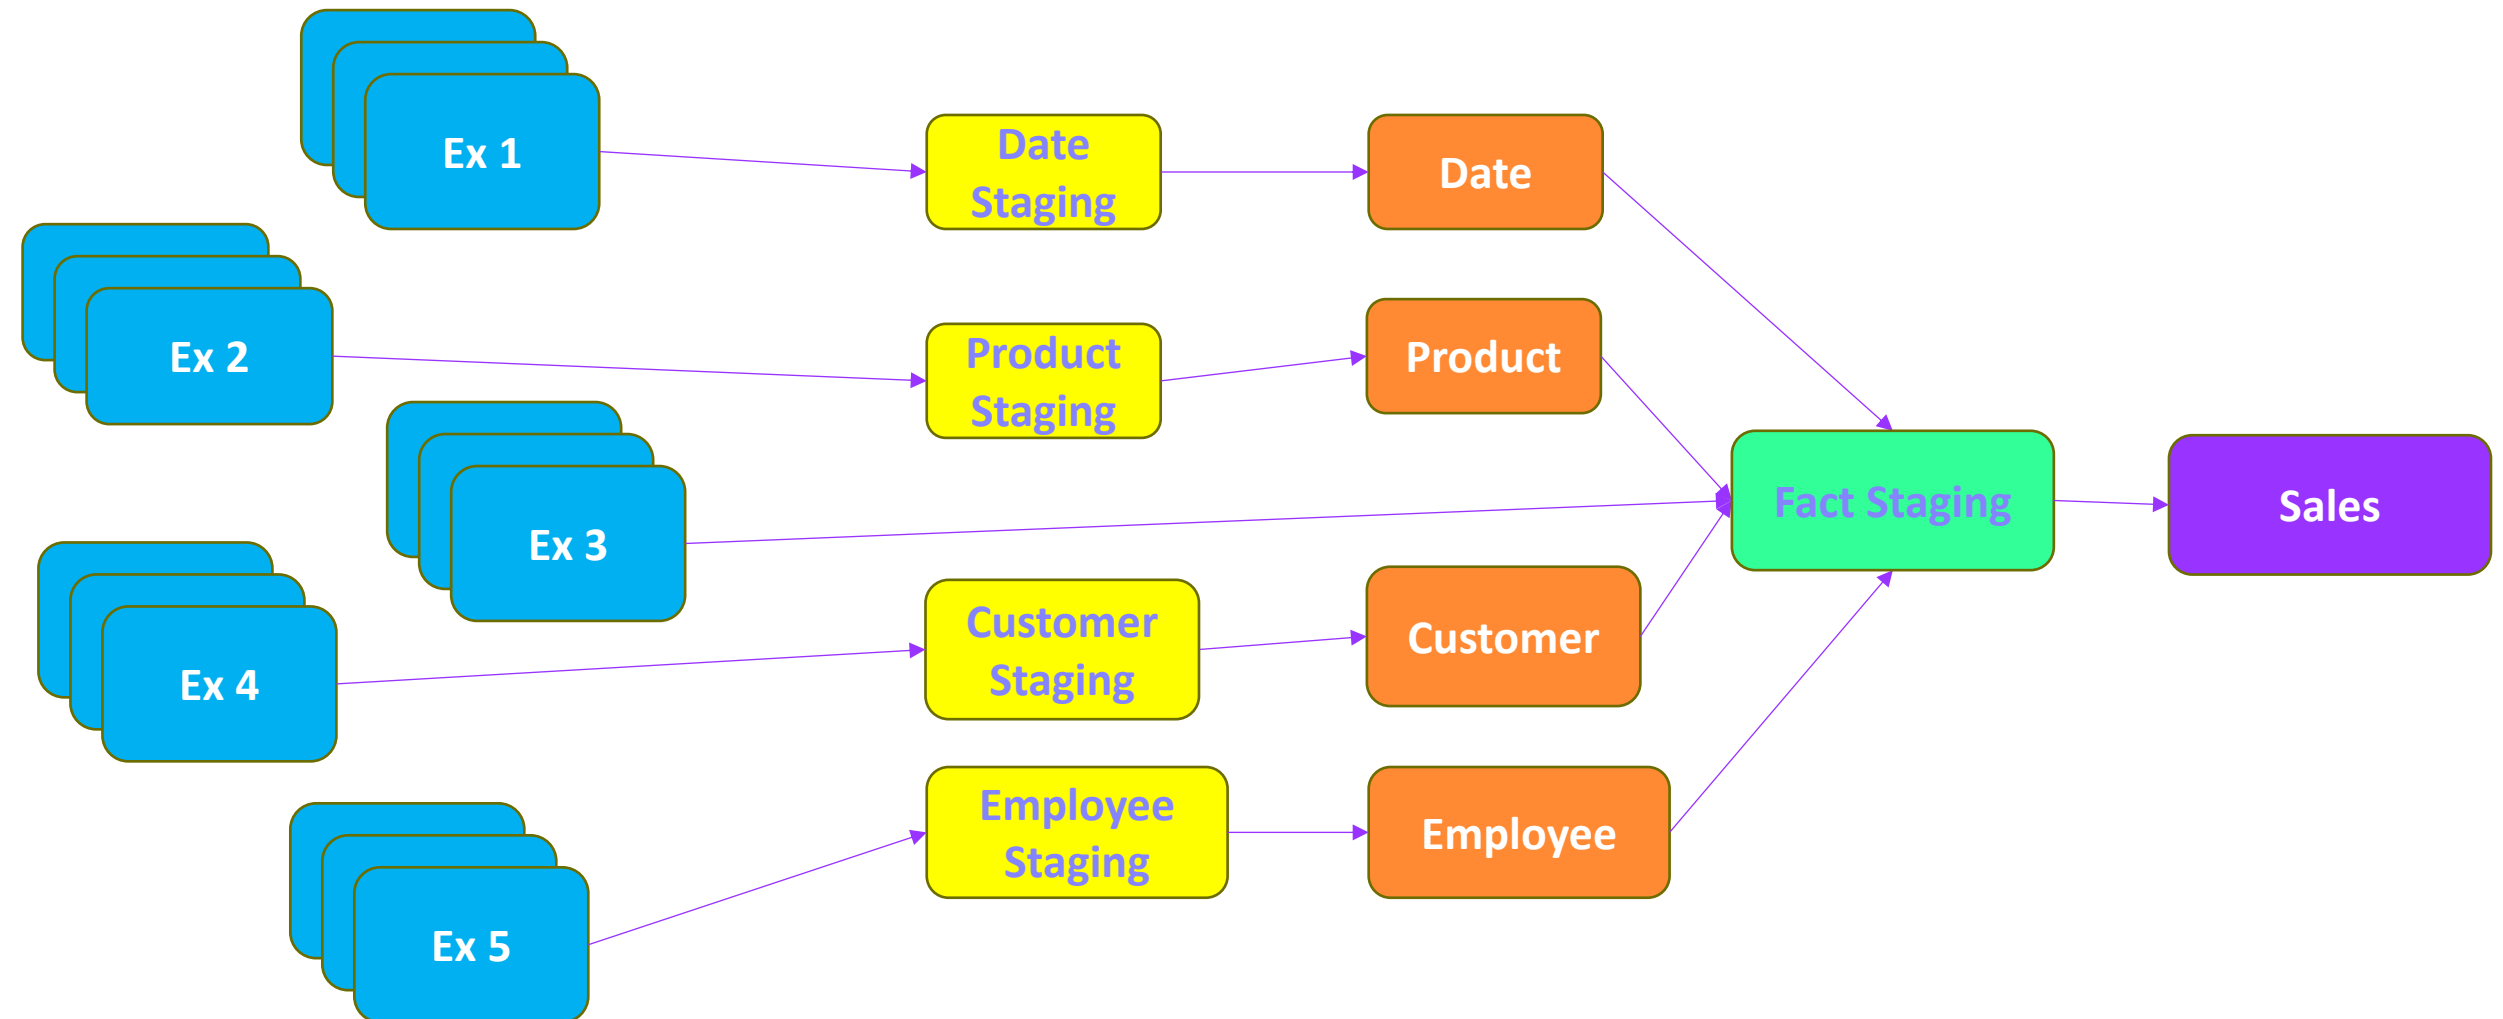 Ex 1
Date
Staging
Date
Ex 2
Product
Staging
Product
Ex 3
Fact Staging
Sales
Ex 4
Customer
Staging
Customer
Employee
Staging
Employee
Ex 5